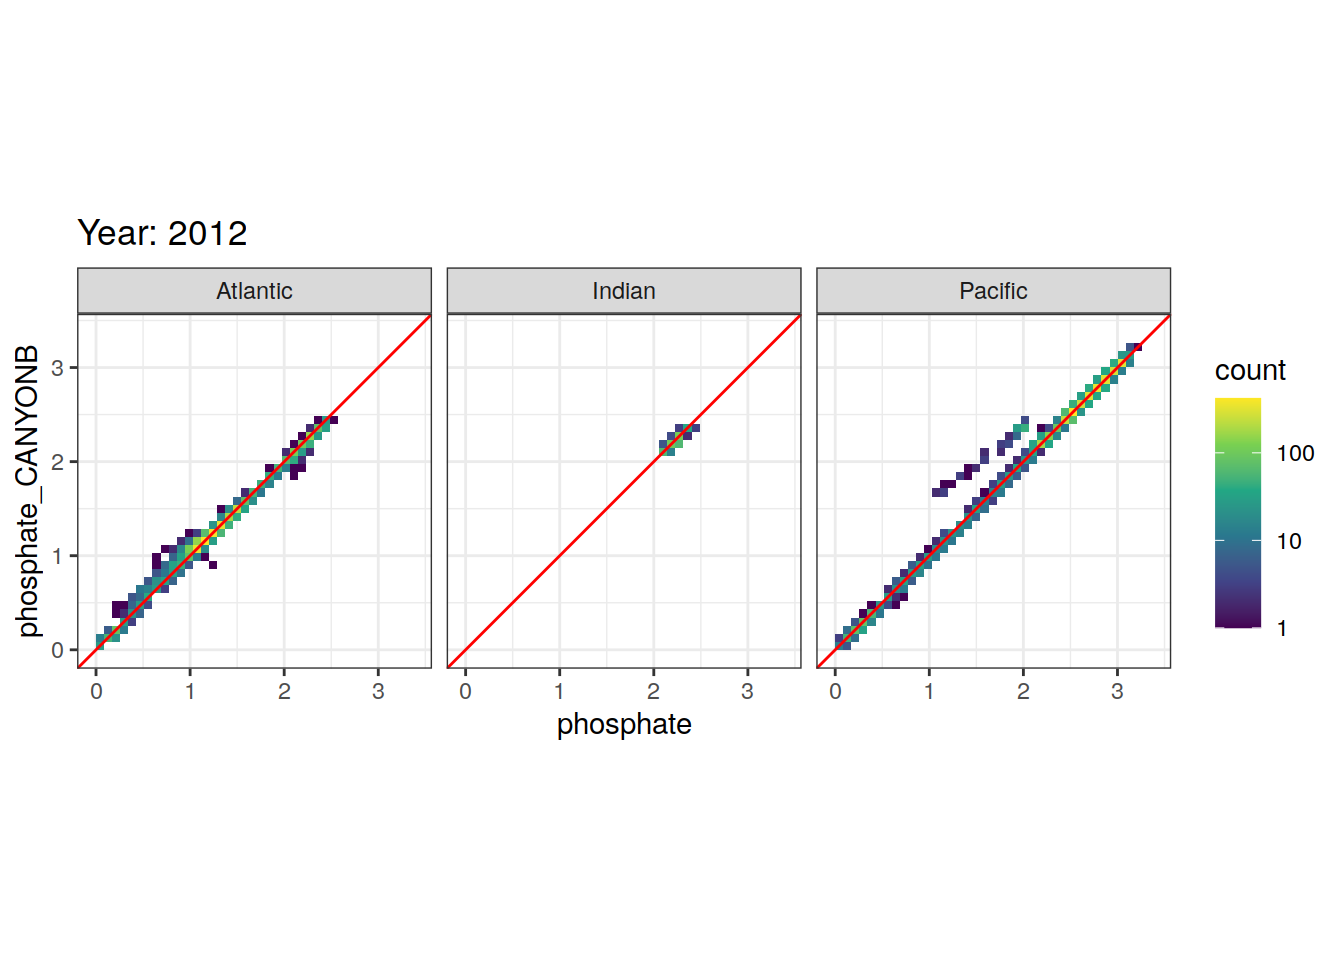 Year: 2012
Atlantic Indian Pacific
phosphate_CANYONB
3
2
1
0
0 1 2 3 0 1 2 3 0 1 2 3
phosphate
count
100
10
1